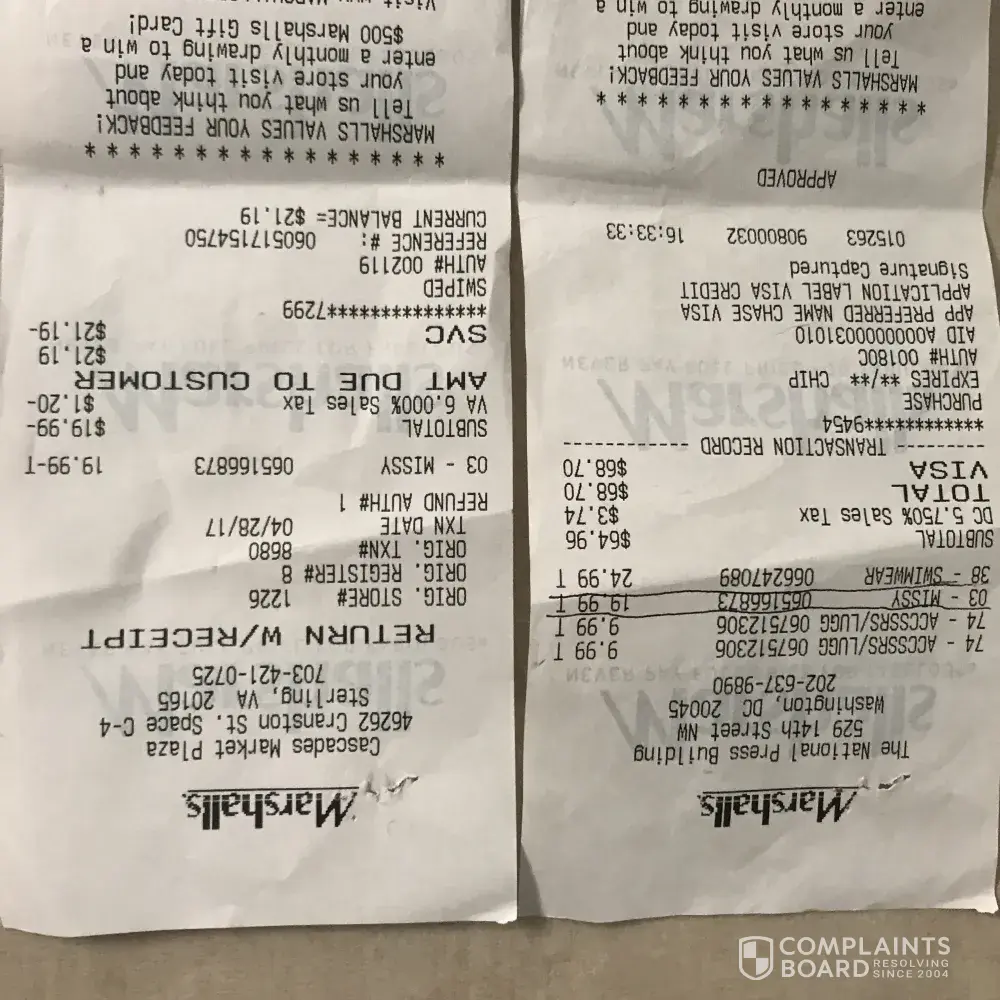 Marshalls.
The National Press Building
529 14th Street NW
Washington, DC 20045
202-637-9890
74 - ACCSSRS/LUGG 067512306 9.99 T
74 - ACCSSRS/LUGG 067512306 9.99 T
03 - MISSY 065166873 19.99 T
38 - SWIMWEAR 066247089 24.99 T
SUBTOTAL $64.96
DC 5.750% Sales Tax $3.74
TOTAL $68.70
VISA $68.70
----------- TRANSACTION RECORD -----------
************9454
PURCHASE
EXPIRES **/** CHIP
AUTH# 00180C
AID A0000000031010
APP PREFERRED NAME CHASE VISA
APPLICATION LABEL VISA CREDIT
Signature Captured
015263 90800032 16:33:33
APPROVED
* * * * * * * * * * * * * * * * * *
MARSHALLS VALUES YOUR FEEDBACK!
Tell us what you think about
your store visit today and
enter a monthly drawing to win a
Marshalls.
Cascades Market Plaza
46262 Cranston St. Space C-4
Sterling, VA 20165
703-421-0725
RETURN W/RECEIPT
ORIG. STORE# 1226
ORIG. REGISTER# 8
ORIG. TXN# 8680
TXN DATE 04/28/17
REFUND AUTH# 1
03 - MISSY 065166873 19.99-T
SUBTOTAL $19.99-
VA 6.000% Sales Tax $1.20-
AMT DUE TO CUSTOMER
$21.19
SVC $21.19-
***************7299
SWIPED
AUTH# 002119
REFERENCE #: 060517154750
CURRENT BALANCE= $21.19
* * * * * * * * * * * * * * * * * *
MARSHALLS VALUES YOUR FEEDBACK!
Tell us what you think about
your store visit today and
enter a monthly drawing to win a
$500 Marshalls Gift Card!
COMPLAINTS
BOARD RESOLVING SINCE 2004